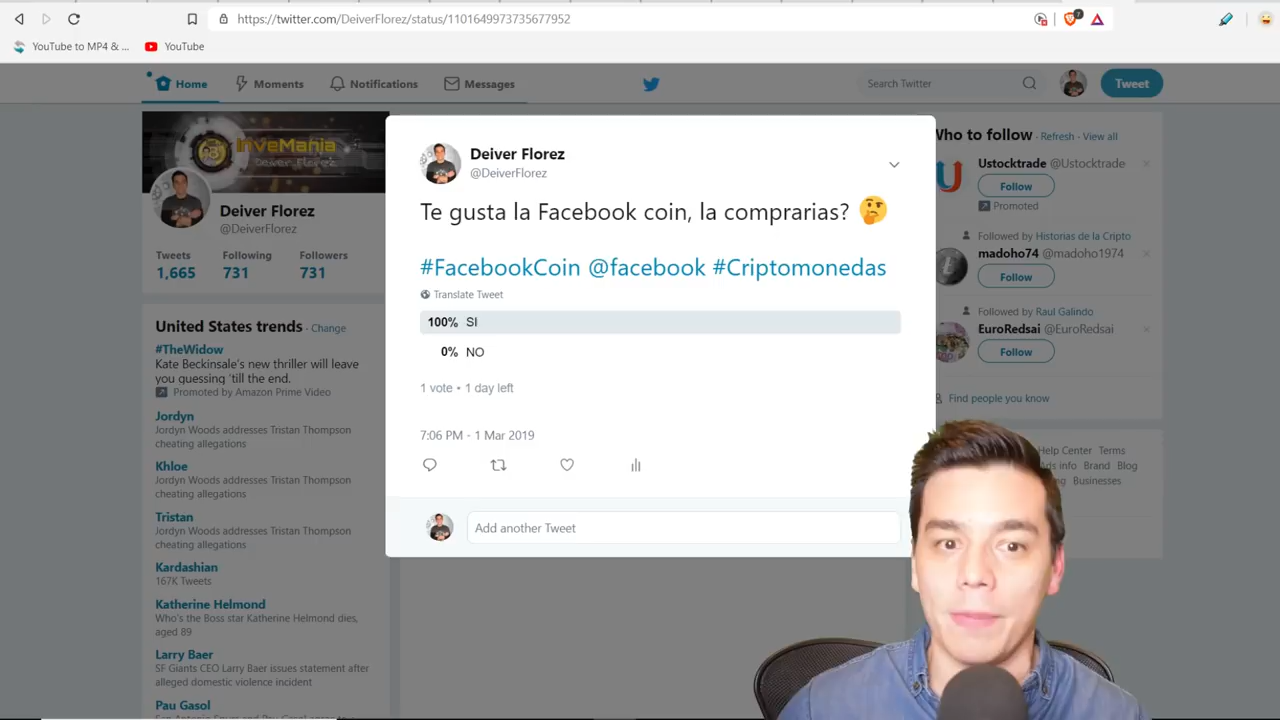 https://twitter.com/DeiverFlorez/status/1101649973735677952
YouTube to MP4 & ...
YouTube
Home
Moments
Notifications
Messages
Search Twitter
Tweet
InveMania
Deiver Florez
Deiver Florez
@DeiverFlorez
Tweets
1,665
Following
731
Followers
731
United States trends · Change
#TheWidow
Kate Beckinsale's new thriller will leave
you guessing 'till the end.
Promoted by Amazon Prime Video
Jordyn
Jordyn Woods addresses Tristan Thompson
cheating allegations
Khloe
Jordyn Woods addresses Tristan Thompson
cheating allegations
Tristan
Jordyn Woods addresses Tristan Thompson
cheating allegations
Kardashian
167K Tweets
Katherine Helmond
Who's the Boss star Katherine Helmond dies,
aged 89
Larry Baer
SF Giants CEO Larry Baer issues statement after
alleged domestic violence incident
Pau Gasol
Deiver Florez
@DeiverFlorez
Te gusta la Facebook coin, la comprarias? 🤔
#FacebookCoin @facebook #Criptomonedas
Translate Tweet
100% SI
0% NO
1 vote • 1 day left
7:06 PM - 1 Mar 2019
Add another Tweet
Who to follow · Refresh · View all
Ustocktrade @Ustocktrade
Follow
Promoted
Followed by Historias de la Cripto
madoho74 @madoho1974
Follow
Followed by Raul Galindo
EuroRedsai @EuroRedsai
Follow
Find people you know
Help Center Terms
Ads info Brand Blog
Businesses